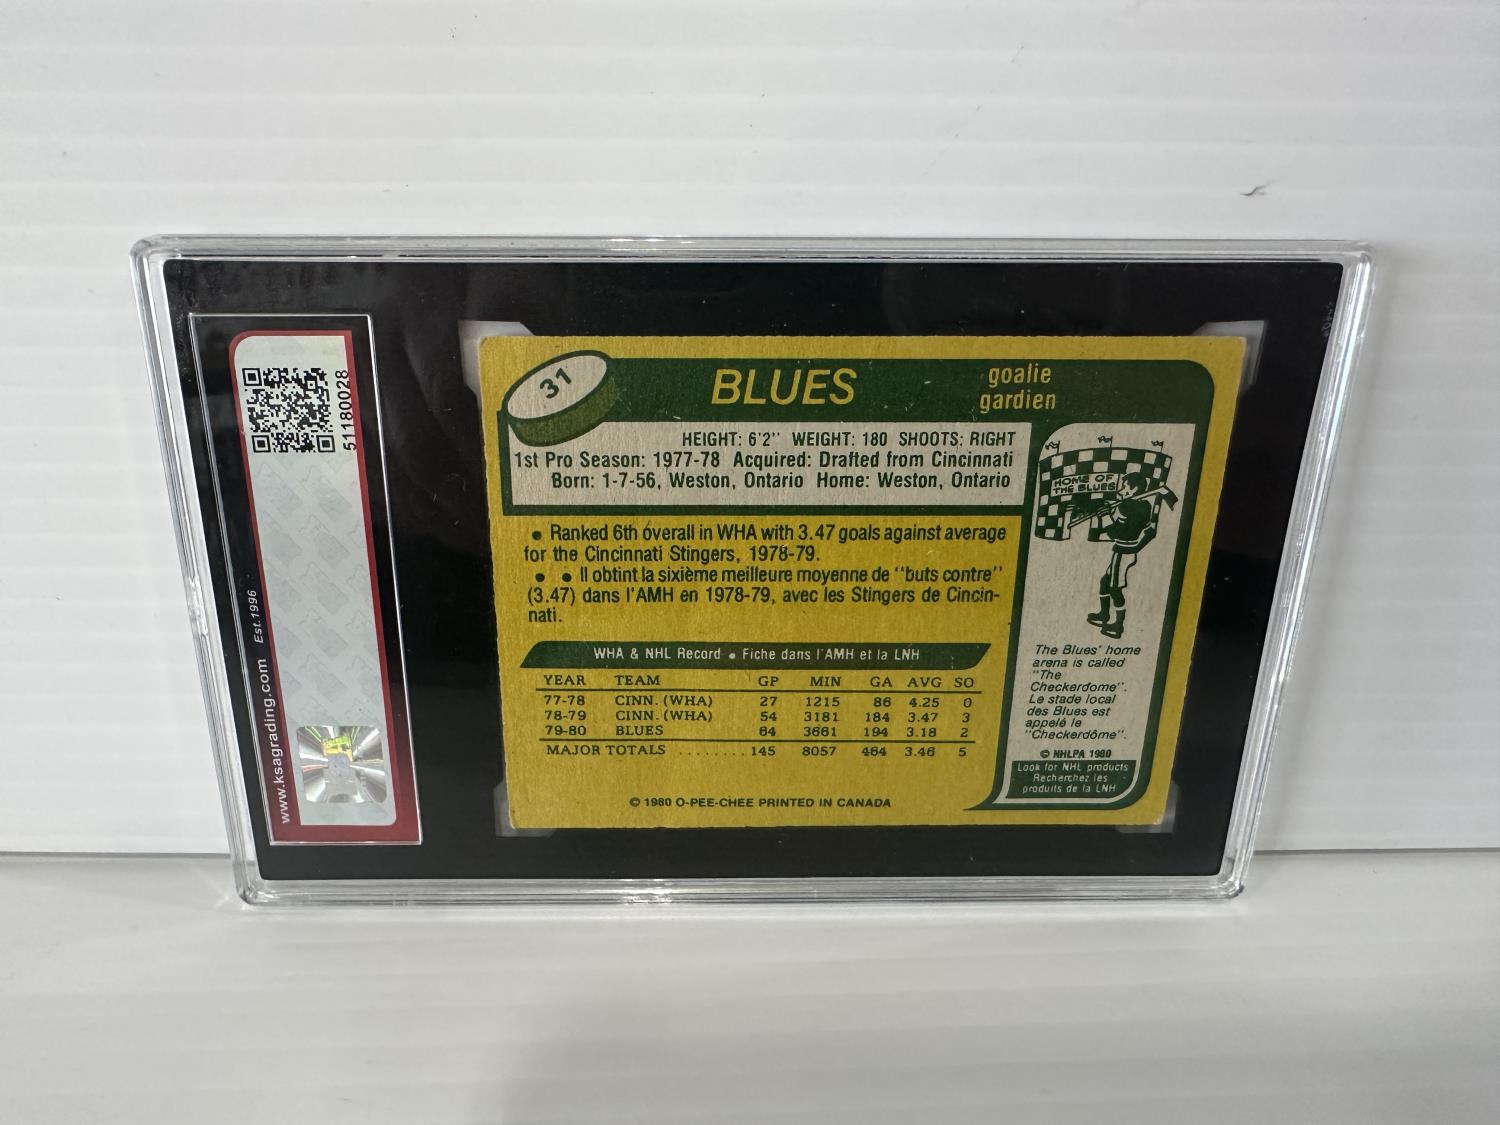 51180028
www.ksagrading.com Est.1996
31
BLUES
goalie
gardien
HEIGHT: 6'2" WEIGHT: 180 SHOOTS: RIGHT
1st Pro Season: 1977-78 Acquired: Drafted from Cincinnati
Born: 1-7-56, Weston, Ontario Home: Weston, Ontario
● Ranked 6th overall in WHA with 3.47 goals against average
for the Cincinnati Stingers, 1978-79.
● ● Il obtint la sixième meilleure moyenne de "buts contre"
(3.47) dans l'AMH en 1978-79, avec les Stingers de Cincin-
nati.
WHA & NHL Record ● Fiche dans l'AMH et la LNH
YEAR TEAM GP MIN GA AVG SO
77-78 CINN. (WHA) 27 1215 86 4.25 0
78-79 CINN. (WHA) 54 3181 184 3.47 3
79-80 BLUES 64 3661 194 3.18 2
MAJOR TOTALS ........ 145 8057 464 3.46 5
© 1980 O-PEE-CHEE PRINTED IN CANADA
HOME OF
THE BLUES
The Blues' home
arena is called
"The
Checkerdome".
Le stade local
des Blues est
appelé le
"Checkerdôme".
© NHLPA 1980
Look for NHL products
Recherchez les
produits de la LNH